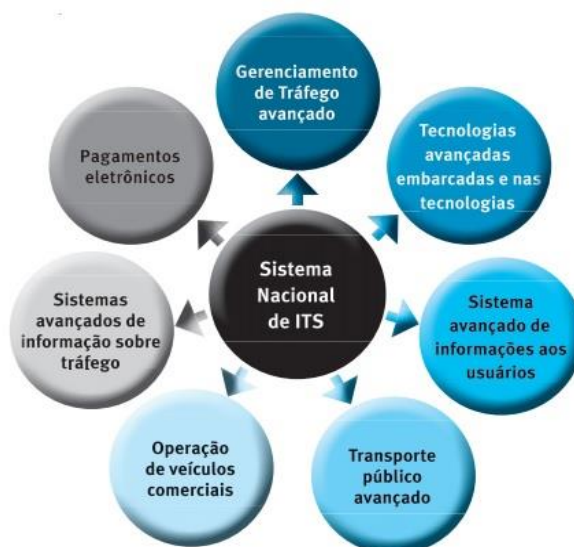 Gerenciamento
de Tráfego
avançado
Tecnologias
avançadas
embarcadas e nas
tecnologias
Pagamentos
eletrônicos
Sistema
Nacional
de ITS
Sistemas
avançados de
informação sobre
tráfego
Sistema
avançado de
informações aos
usuários
Operação
de veículos
comerciais
Transporte
público
avançado